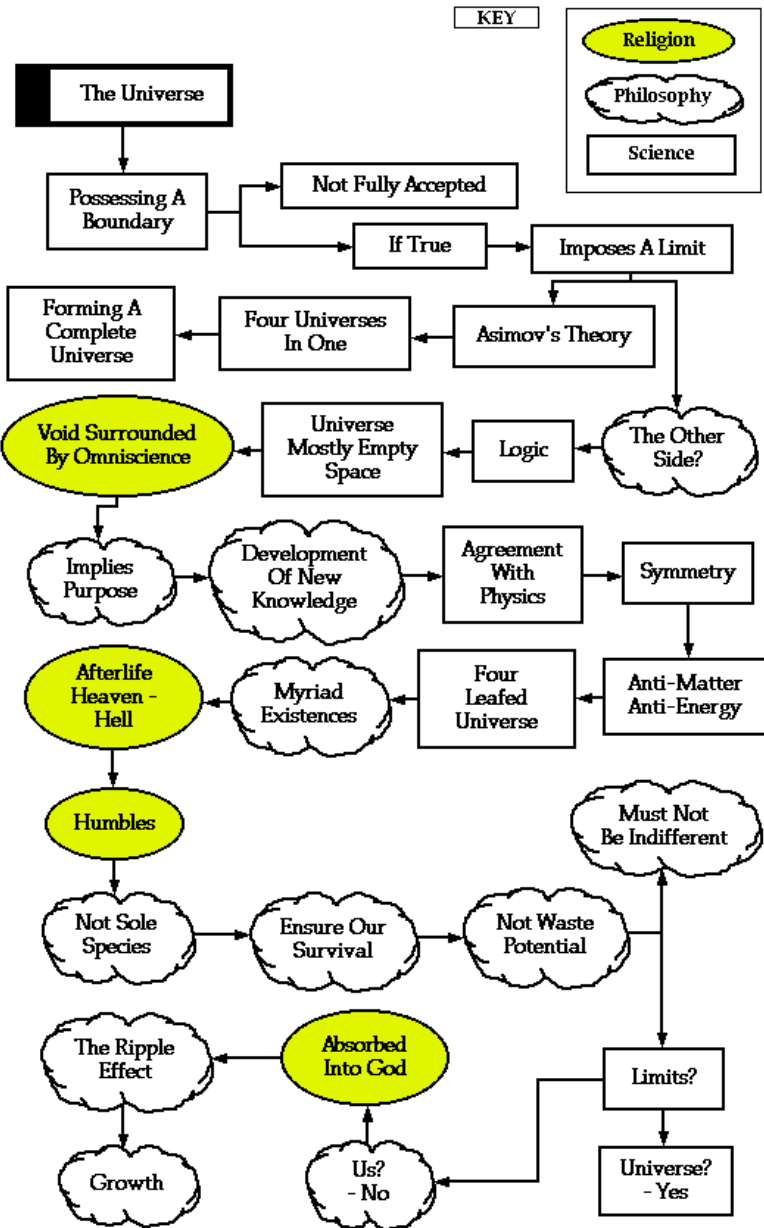 KEY
Religion
Philosophy
Science
The Universe
Possessing A
Boundary
Not Fully Accepted
If True
Imposes A Limit
Asimov's Theory
Four Universes
In One
Forming A
Complete
Universe
The Other
Side?
Logic
Universe
Mostly Empty
Space
Void Surrounded
By Omniscience
Implies
Purpose
Development
Of New
Knowledge
Agreement
With
Physics
Symmetry
Anti-Matter
Anti-Energy
Four
Leafed
Universe
Myriad
Existences
Afterlife
Heaven -
Hell
Humbles
Not Sole
Species
Ensure Our
Survival
Not Waste
Potential
Must Not
Be Indifferent
Limits?
Universe?
- Yes
Us?
- No
Absorbed
Into God
The Ripple
Effect
Growth